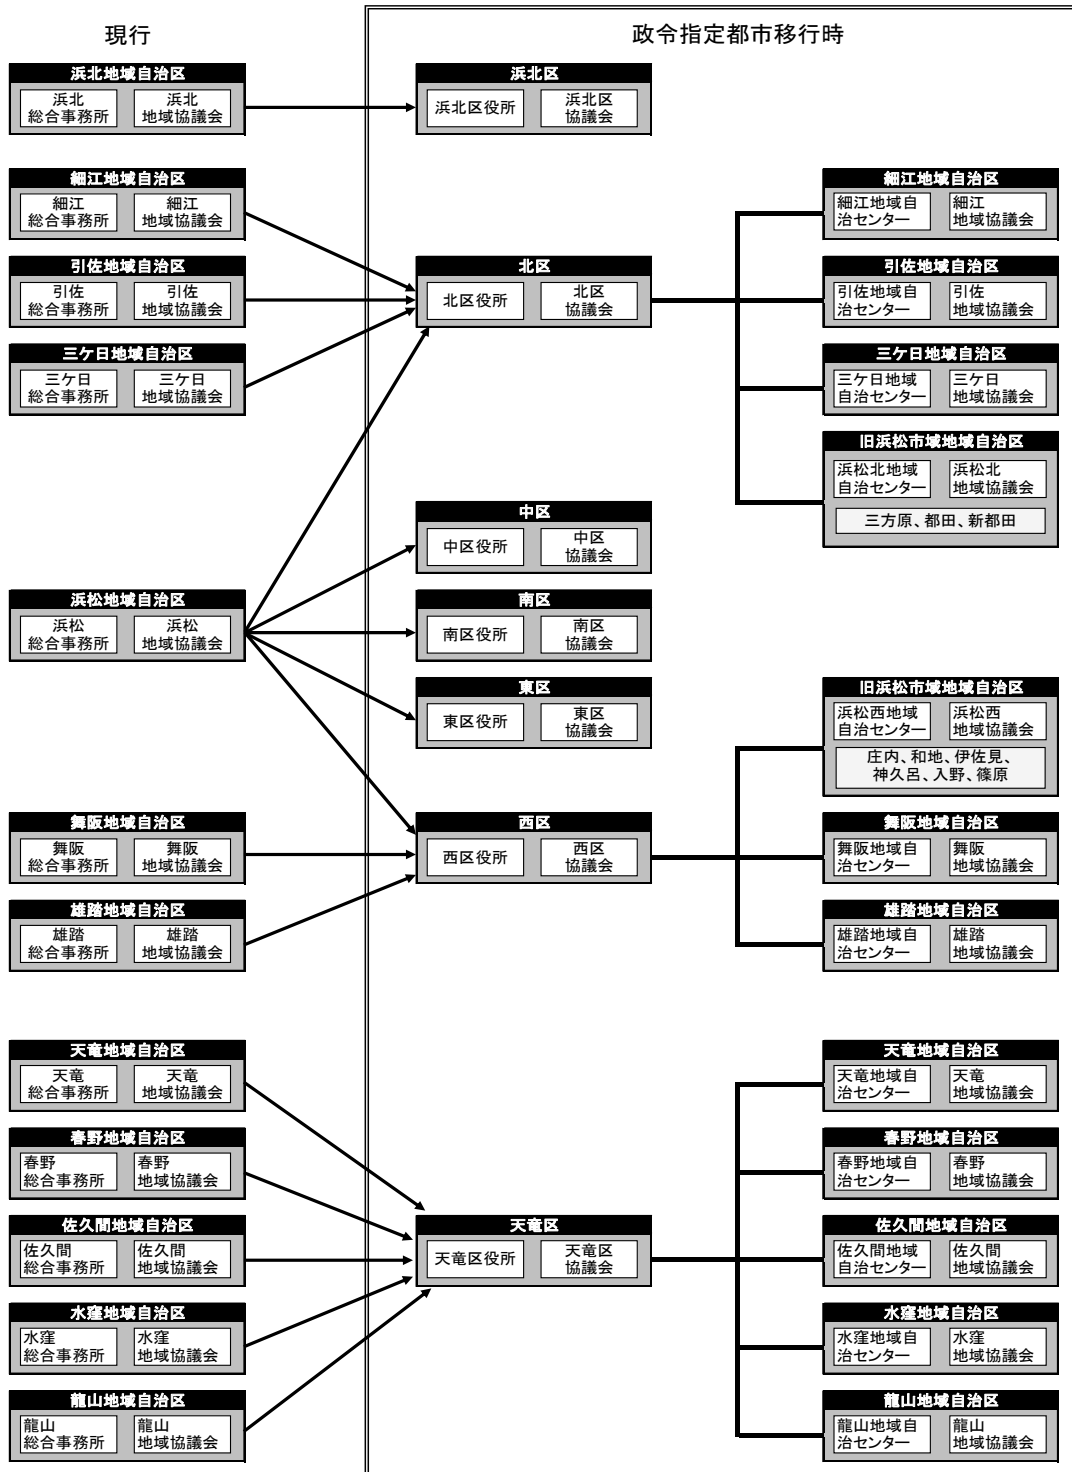 現行
政令指定都市移行時
浜北地域自治区
浜北
総合事務所
浜北
地域協議会
浜北区
浜北区役所
浜北区
協議会
細江地域自治区
細江
総合事務所
細江
地域協議会
引佐地域自治区
引佐
総合事務所
引佐
地域協議会
三ケ日地域自治区
三ケ日
総合事務所
三ケ日
地域協議会
北区
北区役所
北区
協議会
細江地域自治区
細江地域自
治センター
細江
地域協議会
引佐地域自治区
引佐地域自
治センター
引佐
地域協議会
三ケ日地域自治区
三ケ日地域
自治センター
三ケ日
地域協議会
旧浜松市域地域自治区
浜松北地域
自治センター
浜松北
地域協議会
三方原、都田、新都田
浜松地域自治区
浜松
総合事務所
浜松
地域協議会
中区
中区役所
中区
協議会
南区
南区役所
南区
協議会
東区
東区役所
東区
協議会
舞阪地域自治区
舞阪
総合事務所
舞阪
地域協議会
雄踏地域自治区
雄踏
総合事務所
雄踏
地域協議会
西区
西区役所
西区
協議会
旧浜松市域地域自治区
浜松西地域
自治センター
浜松西
地域協議会
庄内、和地、伊佐見、
神久呂、入野、篠原
舞阪地域自治区
舞阪地域自
治センター
舞阪
地域協議会
雄踏地域自治区
雄踏地域自
治センター
雄踏
地域協議会
天竜地域自治区
天竜
総合事務所
天竜
地域協議会
春野地域自治区
春野
総合事務所
春野
地域協議会
佐久間地域自治区
佐久間
総合事務所
佐久間
地域協議会
水窪地域自治区
水窪
総合事務所
水窪
地域協議会
龍山地域自治区
龍山
総合事務所
龍山
地域協議会
天竜区
天竜区役所
天竜区
協議会
天竜地域自治区
天竜地域自
治センター
天竜
地域協議会
春野地域自治区
春野地域自
治センター
春野
地域協議会
佐久間地域自治区
佐久間地域
自治センター
佐久間
地域協議会
水窪地域自治区
水窪地域自
治センター
水窪
地域協議会
龍山地域自治区
龍山地域自
治センター
龍山
地域協議会